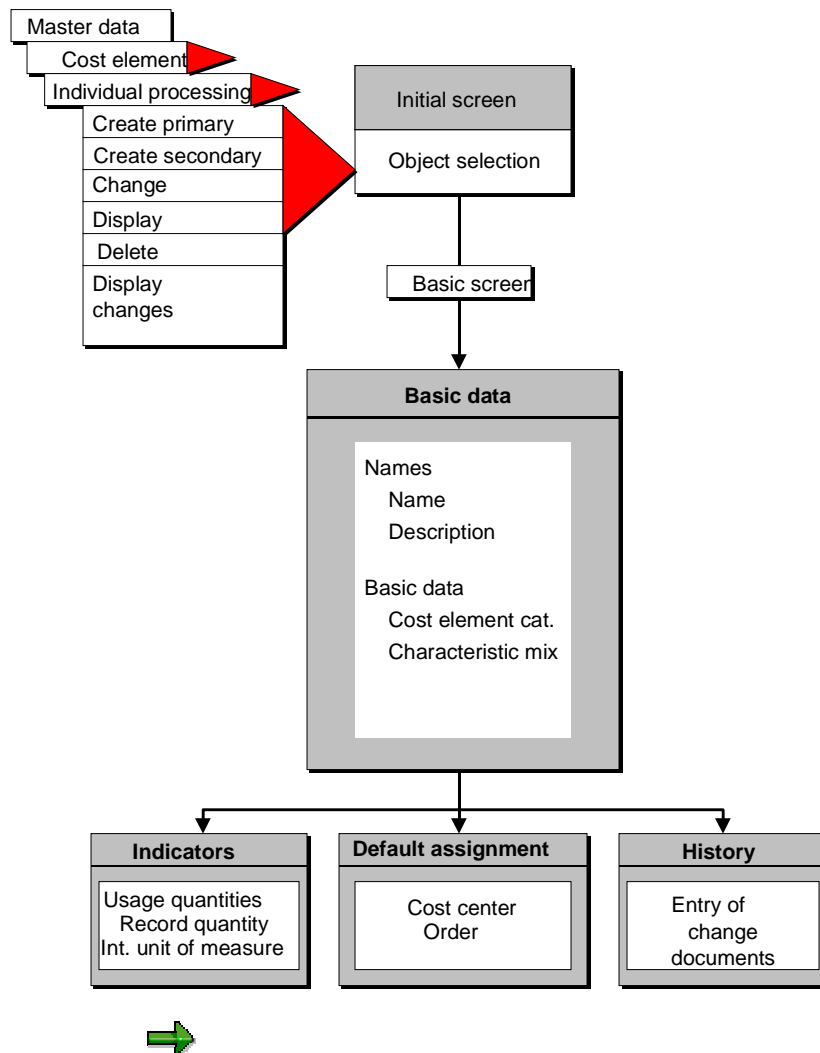 Master data
Cost element
Individual processing
Create primary
Create secondary
Change
Display
Delete
Display
changes
Initial screen
Object selection
Basic screen
Basic data
Names
Name
Description
Basic data
Cost element cat.
Characteristic mix
Indicators
Usage quantities
Record quantity
Int. unit of measure
Default assignment
Cost center
Order
History
Entry of
change
documents